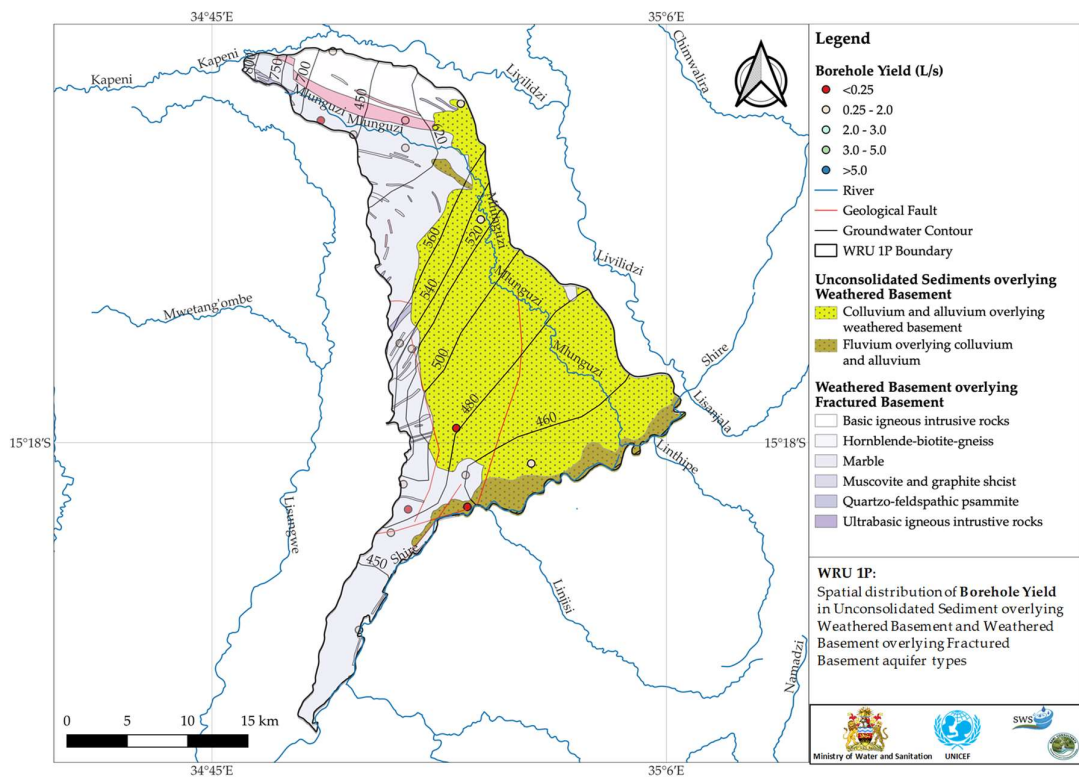 34°45'E
35°6'E
Kapeni
Kapeni
800
750
700
450
Livilidzi
Chimwalira
Mlunguzi Mlunguzi
620
Mlunguzi
560
520
540
Mlunguzi
Livilidzi
Mwetang'ombe
500
Mlunguzi
Shire
480
460
Lisanjala
15°18'S
15°18'S
Linthipe
Lisungwe
450
Shire
Linjisi
Namadzi
0 5 10 15 km
34°45'E
35°6'E
Legend
Borehole Yield (L/s)
<0.25
0.25 - 2.0
2.0 - 3.0
3.0 - 5.0
>5.0
River
Geological Fault
Groundwater Contour
WRU 1P Boundary
Unconsolidated Sediments overlying
Weathered Basement
Colluvium and alluvium overlying
weathered basement
Fluvium overlying colluvium
and alluvium
Weathered Basement overlying
Fractured Basement
Basic igneous intrusive rocks
Hornblende-biotite-gneiss
Marble
Muscovite and graphite shcist
Quartzo-feldspathic psammite
Ultrabasic igneous intrustive rocks
WRU 1P:
Spatial distribution of Borehole Yield
in Unconsolidated Sediment overlying
Weathered Basement and Weathered
Basement overlying Fractured
Basement aquifer types
Ministry of Water and Sanitation
UNICEF
SWS